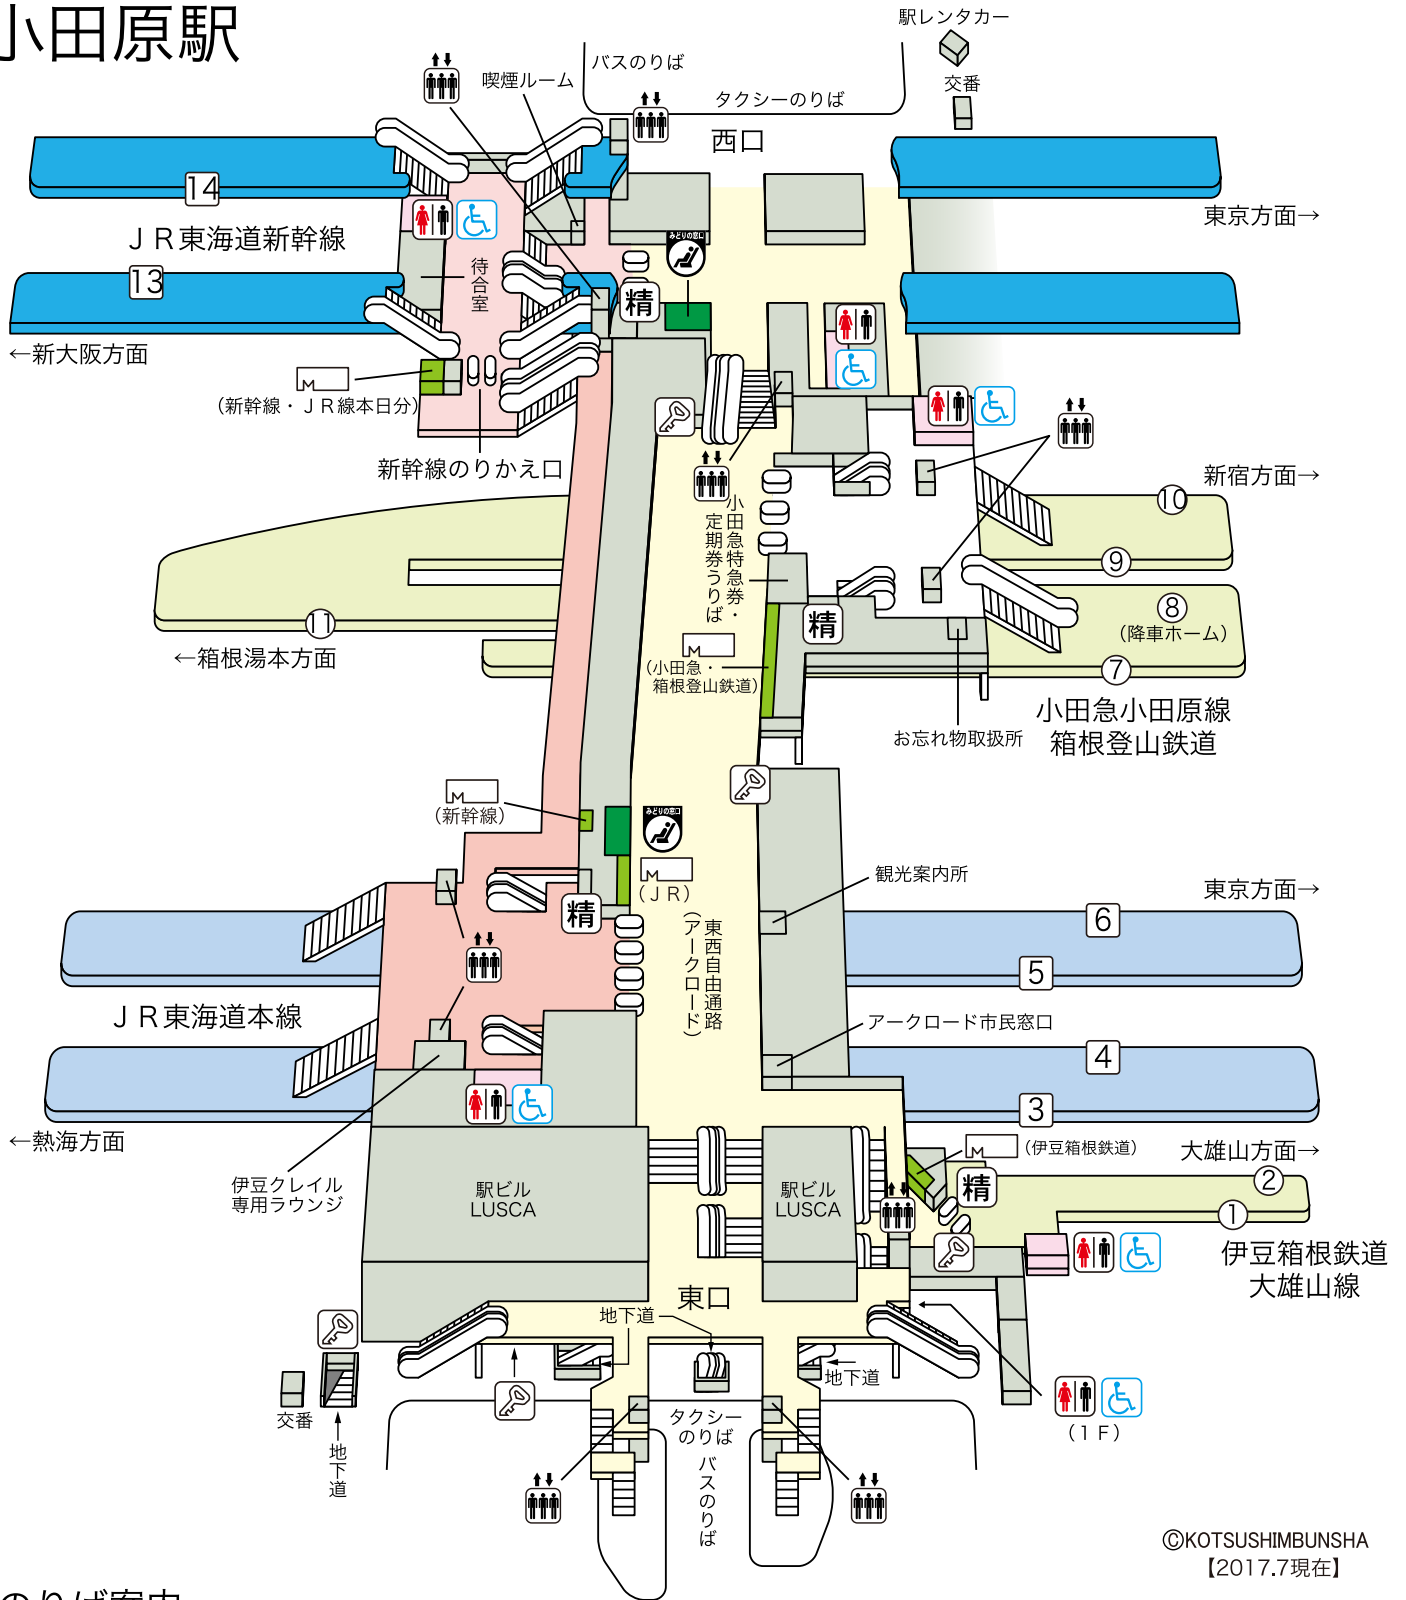 小田原駅
駅レンタカー
交番
バスのりば
タクシーのりば
喫煙ルーム
西口
14
東京方面→
ＪＲ東海道新幹線
みどりの窓口
待合室
13
精
←新大阪方面
M
(新幹線・ＪＲ線本日分)
新幹線のりかえ口
新宿方面→
10
9
小田急特急券・
定期券うりば
8
(降車ホーム)
精
11
←箱根湯本方面
M
(小田急・
箱根登山鉄道)
7
小田急小田原線
箱根登山鉄道
お忘れ物取扱所
M
(新幹線)
みどりの窓口
M
(ＪＲ)
観光案内所
東京方面→
精
東西自由通路
(アークロード)
6
5
ＪＲ東海道本線
アークロード市民窓口
4
3
←熱海方面
M
(伊豆箱根鉄道)
大雄山方面→
伊豆クレイル
専用ラウンジ
駅ビル
LUSCA
駅ビル
LUSCA
精
2
1
伊豆箱根鉄道
大雄山線
東口
地下道
地下道
交番
地下道
タクシー
のりば
バスのりば
(１Ｆ)
©KOTSUSHIMBUNSHA
【2017.7現在】